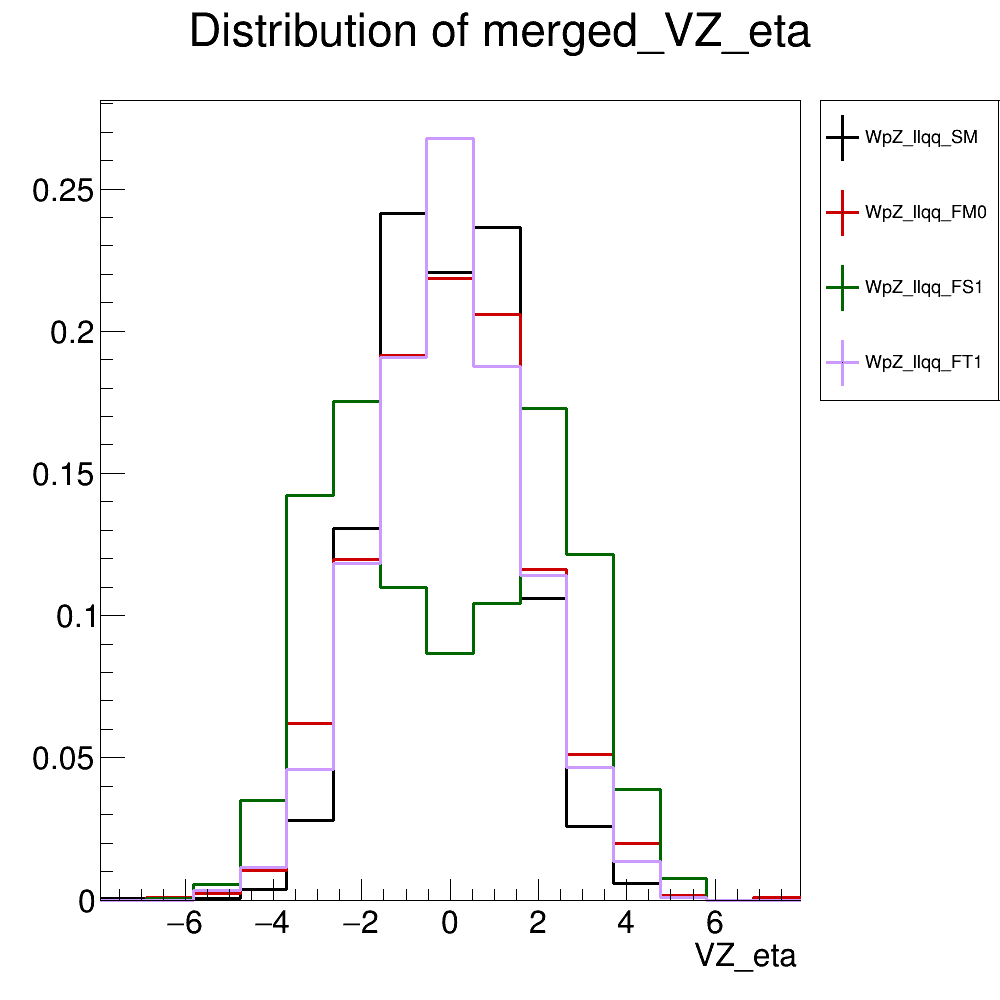 Distribution of merged_VZ_eta
WpZ_llqq_SM
WpZ_llqq_FM0
WpZ_llqq_FS1
WpZ_llqq_FT1
0.25
0.2
0.15
0.1
0.05
0
−6 −4 −2 0 2 4 6
VZ_eta